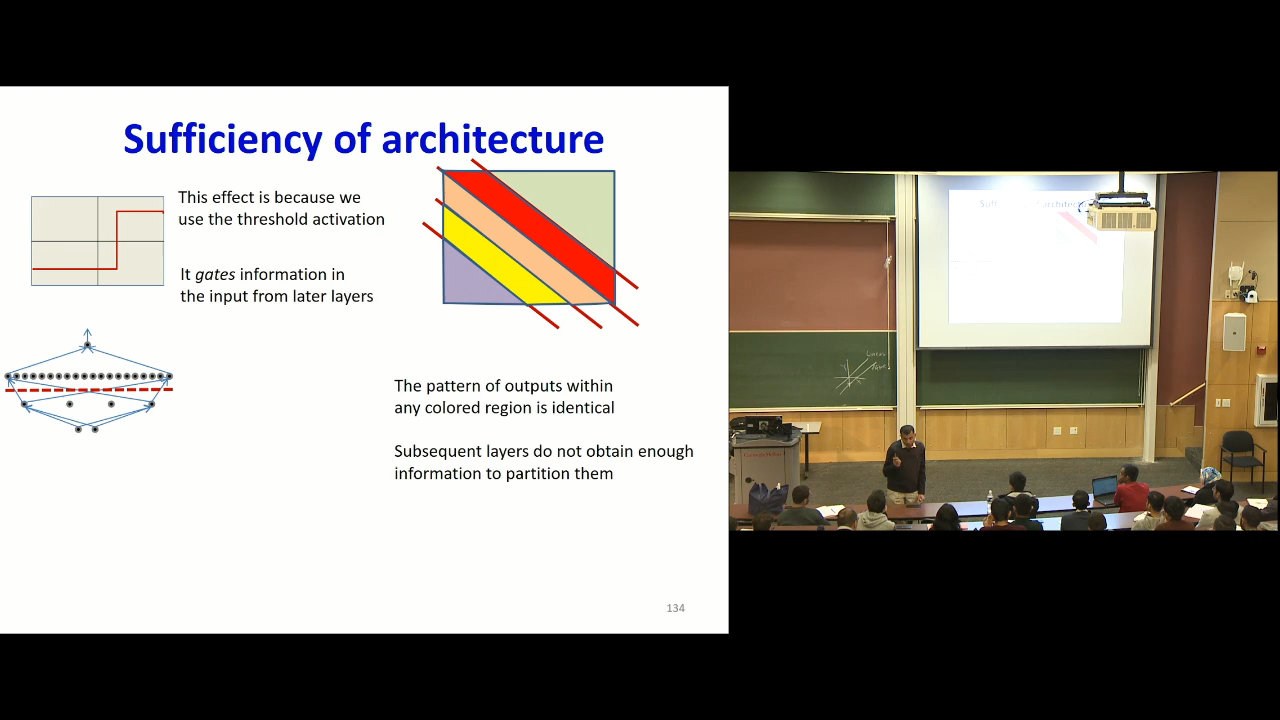 Sufficiency of architecture
This effect is because we
use the threshold activation
It gates information in
the input from later layers
The pattern of outputs within
any colored region is identical
Subsequent layers do not obtain enough
information to partition them
134